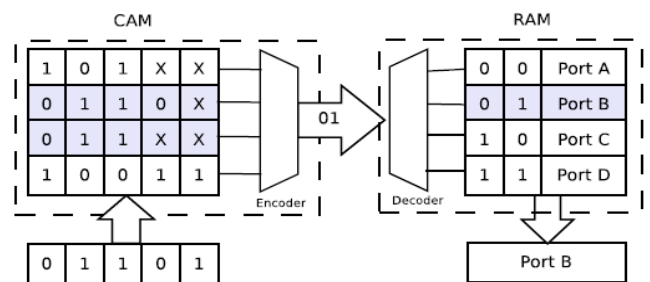 CAM RAM
1 0 1 X X 0 0 Port A
0 1 1 0 X 01 0 1 Port B
0 1 1 X X 1 0 Port C
1 0 0 1 1 1 1 Port D
Encoder Decoder
0 1 1 0 1 Port B